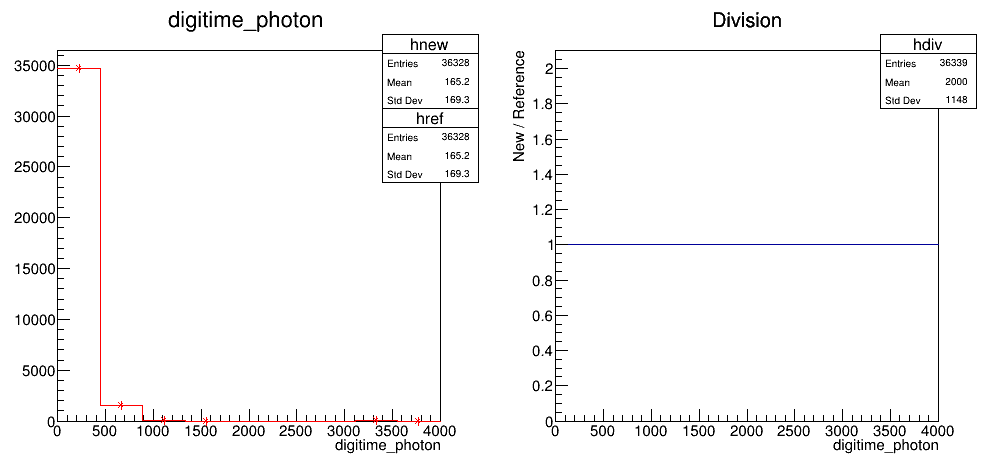 digitime_photon
hnew
Entries 36328
Mean 165.2
Std Dev 169.3
href
Entries 36328
Mean 165.2
Std Dev 169.3
35000
30000
25000
20000
15000
10000
5000
0
0 500 1000 1500 2000 2500 3000 3500 4000
digitime_photon
Division
hdiv
Entries 36339
Mean 2000
Std Dev 1148
New / Reference
2
1.8
1.6
1.4
1.2
1
0.8
0.6
0.4
0.2
0
0 500 1000 1500 2000 2500 3000 3500 4000
digitime_photon